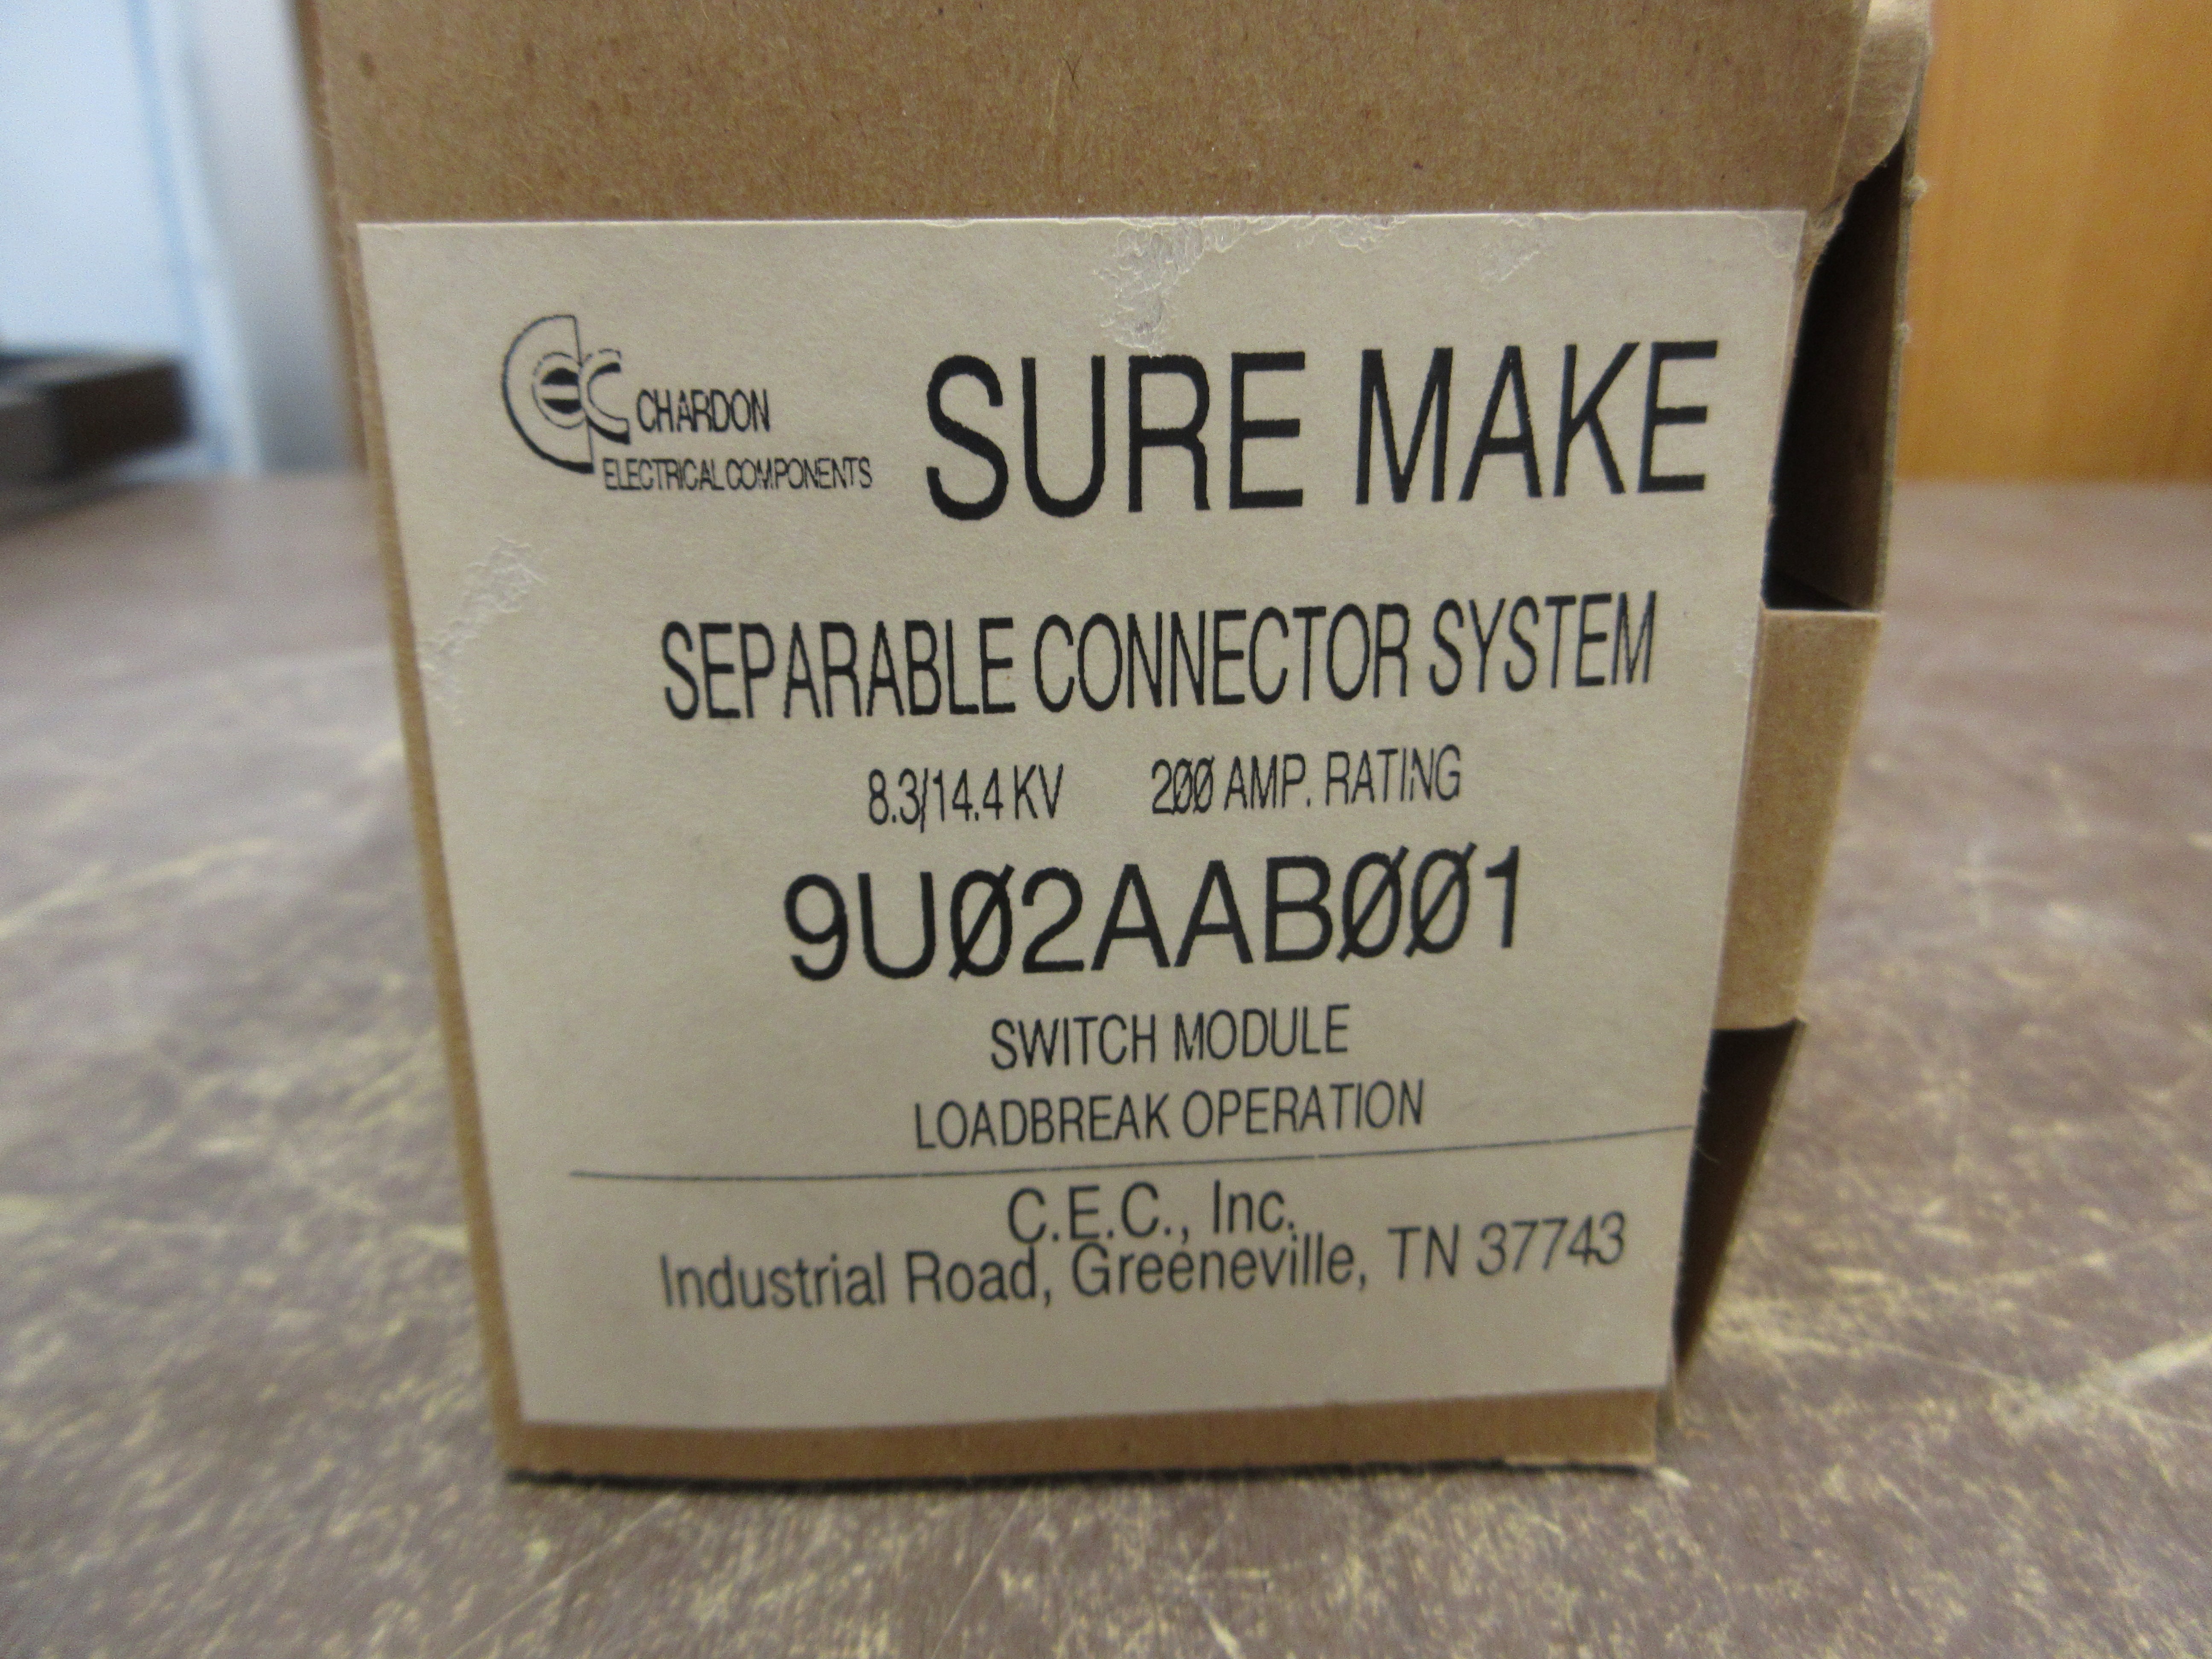 CEC CHARDON
ELECTRICAL COMPONENTS
SURE MAKE
SEPARABLE CONNECTOR SYSTEM
8.3/14.4 KV 2ØØ AMP. RATING
9UØ2AABØØ1
SWITCH MODULE
LOADBREAK OPERATION
C.E.C., Inc.
Industrial Road, Greeneville, TN 37743